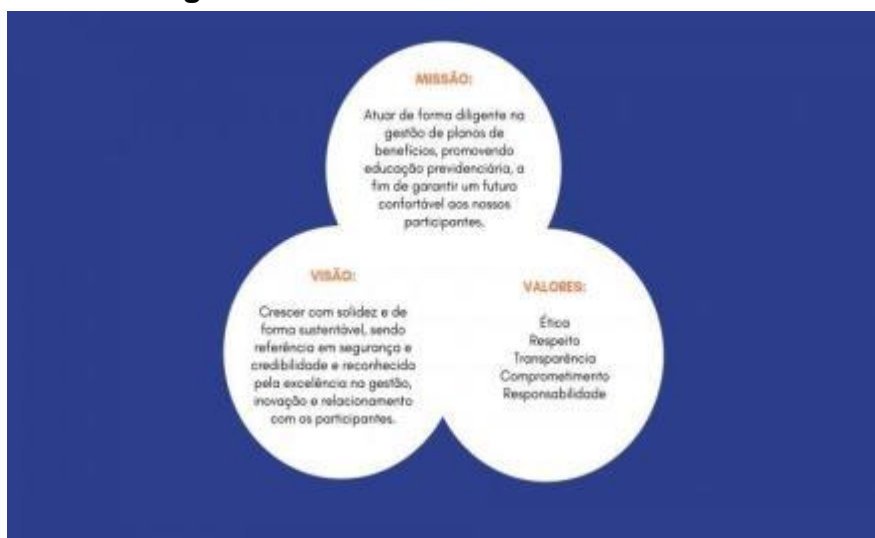 MISSÃO:
Atuar de forma diligente na
gestão de planos de
benefícios, promovendo
educação previdenciária, a
fim de garantir um futuro
confortável aos nossos
participantes.
VISÃO:
Crescer com solidez e de
forma sustentável, sendo
referência em segurança e
credibilidade e reconhecida
pela excelência na gestão,
inovação e relacionamento
com os participantes.
VALORES:
Ética
Respeito
Transparência
Comprometimento
Responsabilidade